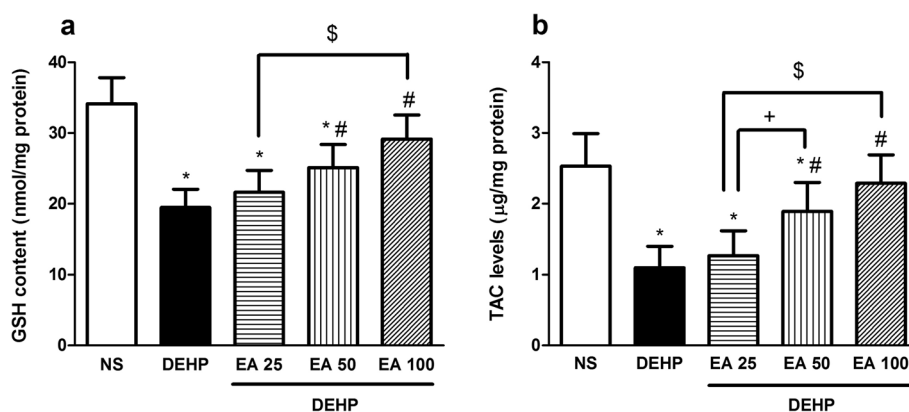 a
$
GSH content (nmol/mg protein)
40
30
20
10
0
*
*
* #
#
NS DEHP EA 25 EA 50 EA 100
DEHP
b
$
+
TAC levels (µg/mg protein)
4
3
2
1
0
*
*
* #
#
NS DEHP EA 25 EA 50 EA 100
DEHP